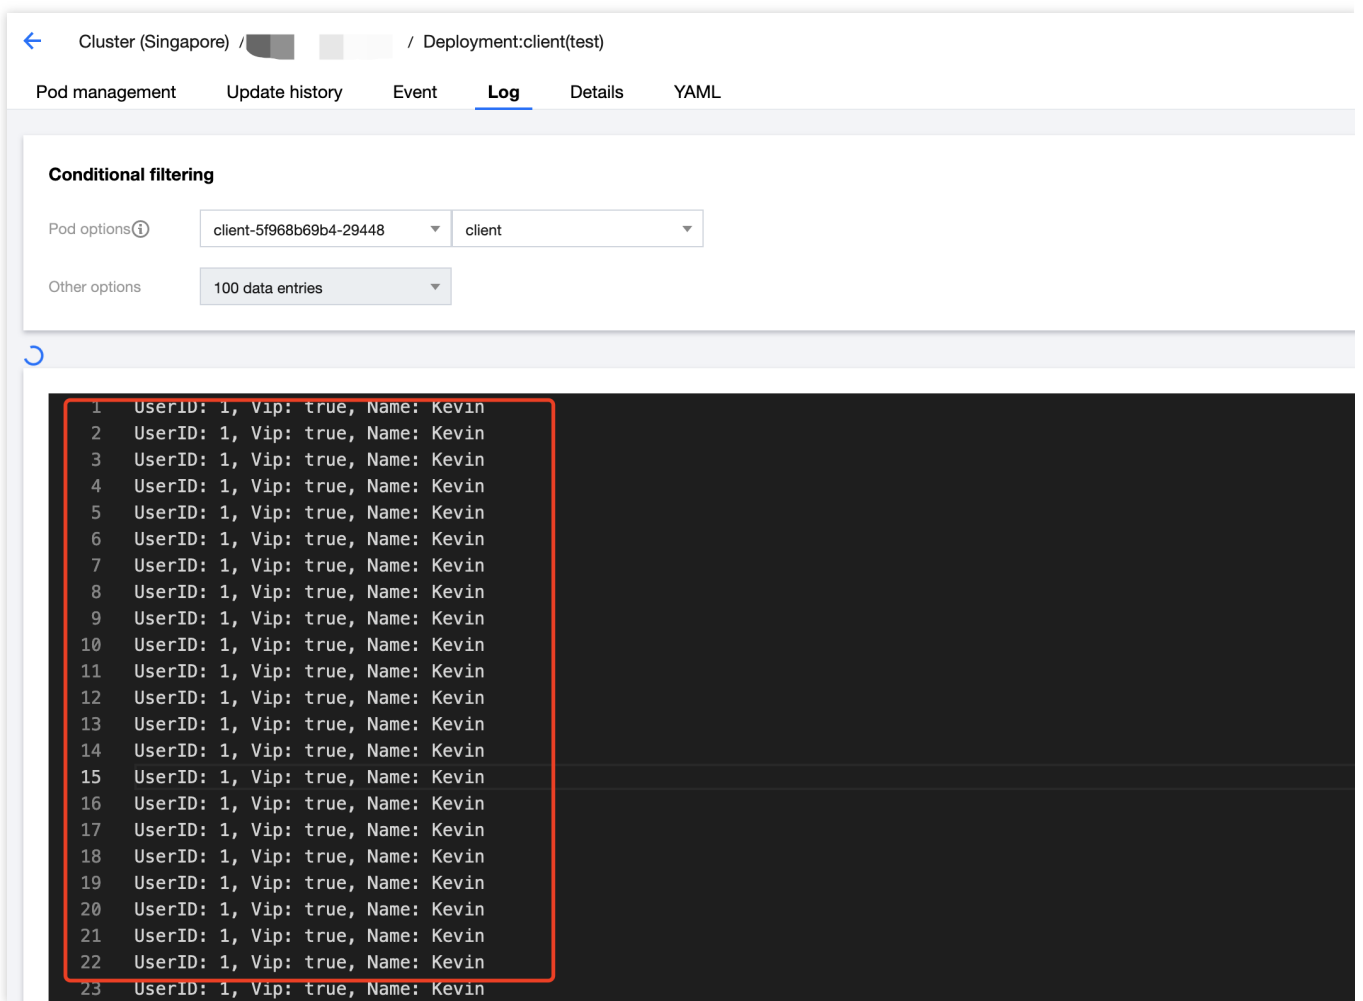 Cluster (Singapore) / / Deployment:client(test)
Pod management Update history Event Log Details YAML
Conditional filtering
Pod options client-5f968b69b4-29448 client
Other options 100 data entries
1 UserID: 1, Vip: true, Name: Kevin
2 UserID: 1, Vip: true, Name: Kevin
3 UserID: 1, Vip: true, Name: Kevin
4 UserID: 1, Vip: true, Name: Kevin
5 UserID: 1, Vip: true, Name: Kevin
6 UserID: 1, Vip: true, Name: Kevin
7 UserID: 1, Vip: true, Name: Kevin
8 UserID: 1, Vip: true, Name: Kevin
9 UserID: 1, Vip: true, Name: Kevin
10 UserID: 1, Vip: true, Name: Kevin
11 UserID: 1, Vip: true, Name: Kevin
12 UserID: 1, Vip: true, Name: Kevin
13 UserID: 1, Vip: true, Name: Kevin
14 UserID: 1, Vip: true, Name: Kevin
15 UserID: 1, Vip: true, Name: Kevin
16 UserID: 1, Vip: true, Name: Kevin
17 UserID: 1, Vip: true, Name: Kevin
18 UserID: 1, Vip: true, Name: Kevin
19 UserID: 1, Vip: true, Name: Kevin
20 UserID: 1, Vip: true, Name: Kevin
21 UserID: 1, Vip: true, Name: Kevin
22 UserID: 1, Vip: true, Name: Kevin
23 UserID: 1, Vip: true, Name: Kevin